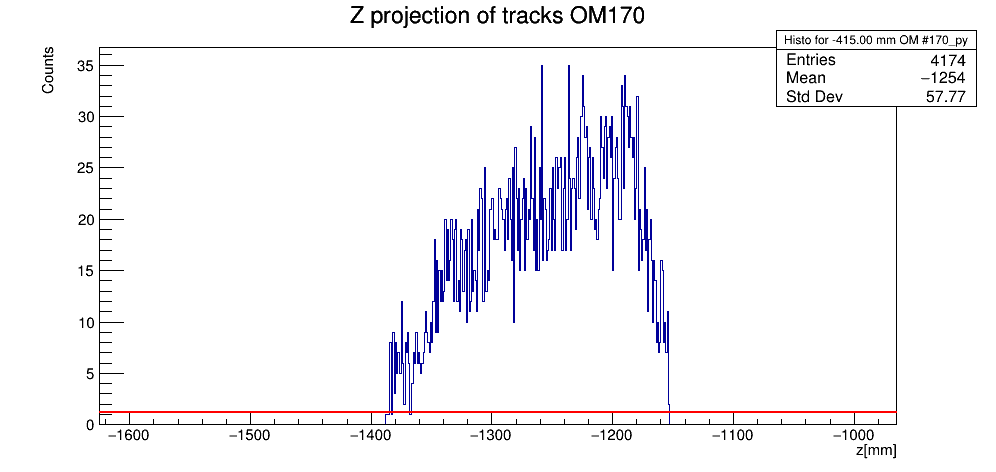 Z projection of tracks OM170
Histo for -415.00 mm OM #170_py
Entries 4174
Mean −1254
Std Dev 57.77
Counts
35
30
25
20
15
10
5
0
−1600 −1500 −1400 −1300 −1200 −1100 −1000
z[mm]